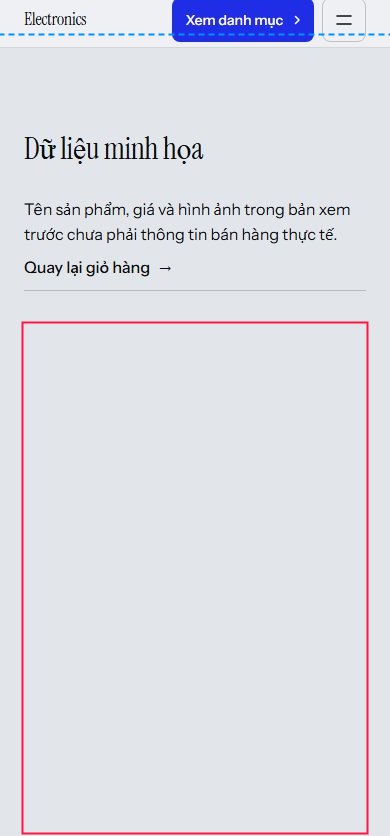 Electronics
Xem danh mục
Dữ liệu minh họa
Tên sản phẩm, giá và hình ảnh trong bản xem
trước chưa phải thông tin bán hàng thực tế.
Quay lại giỏ hàng →